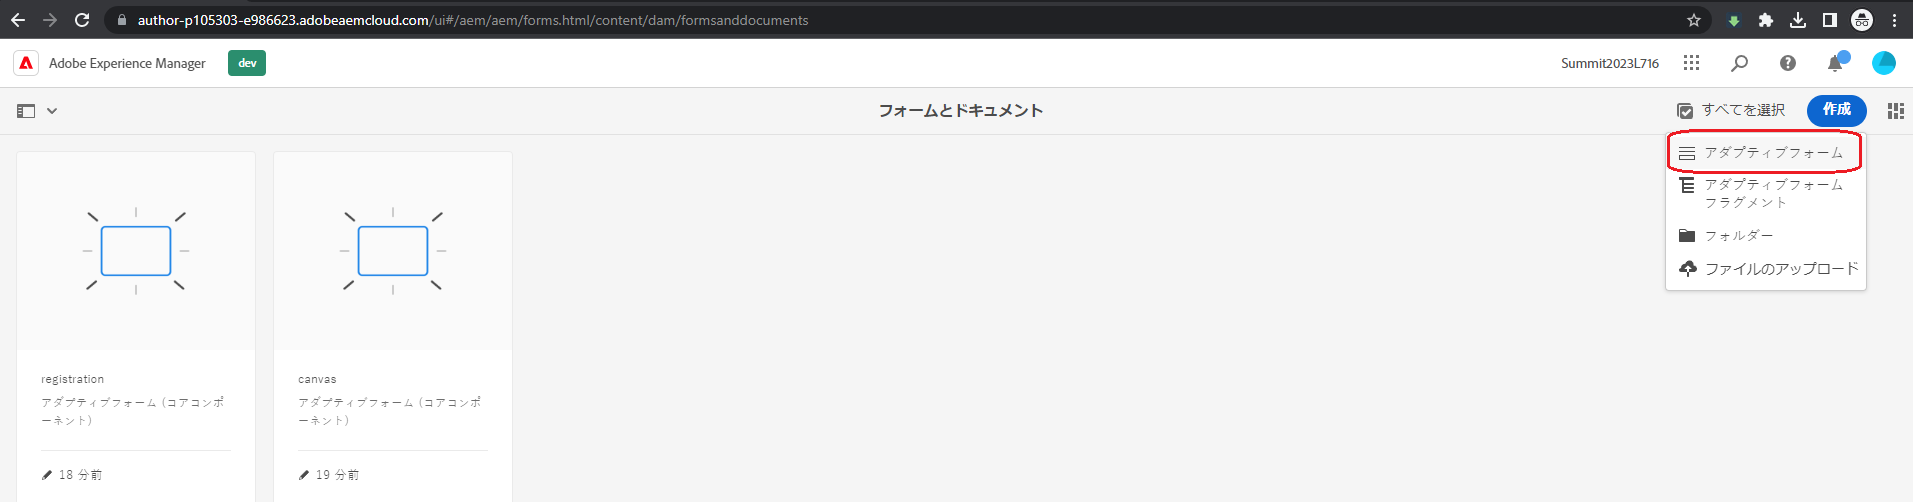 author-p105303-e986623.adobeaemcloud.com/ui#/aem/aem/forms.html/content/dam/formsanddocuments
Adobe Experience Manager
dev
Summit2023L716
フォームとドキュメント
すべてを選択
作成
アダプティブフォーム
アダプティブフォーム
フラグメント
フォルダー
ファイルのアップロード
registration
アダプティブフォーム (コアコンポ
ーネント)
18 分前
canvas
アダプティブフォーム (コアコンポ
ーネント)
19 分前